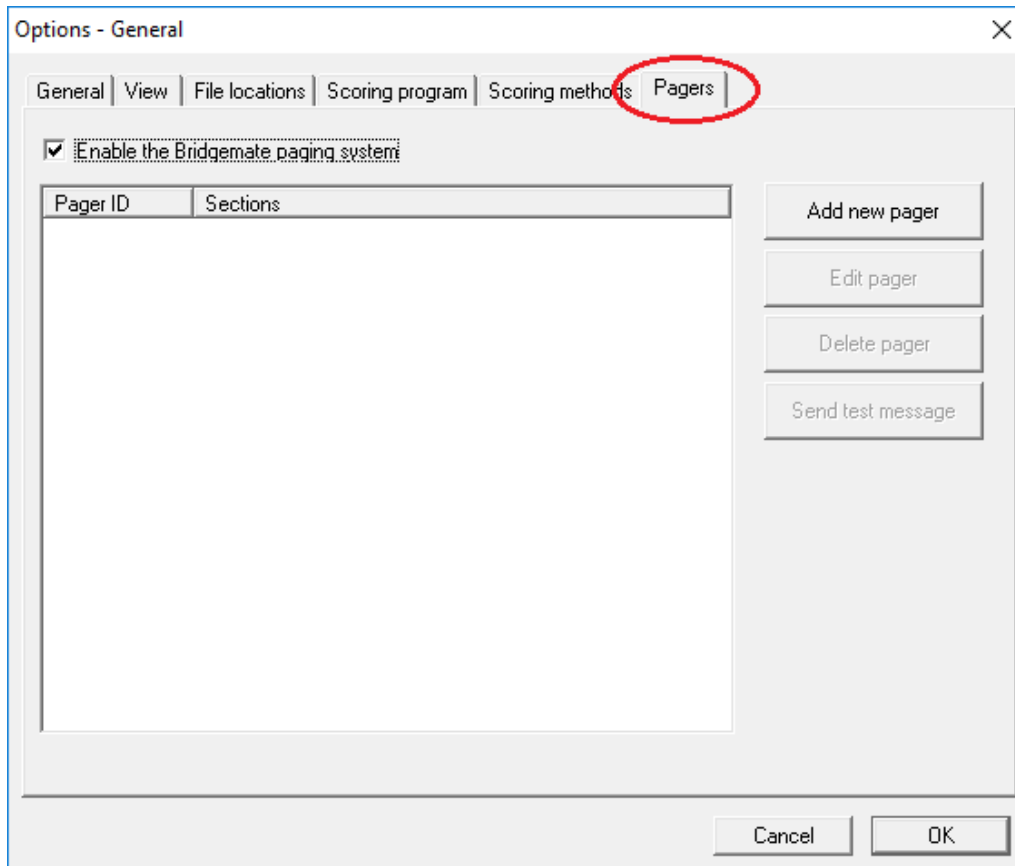 Options - General
General View File locations Scoring program Scoring methods Pagers
Enable the Bridgemate paging system
Pager ID Sections
Add new pager
Edit pager
Delete pager
Send test message
Cancel OK